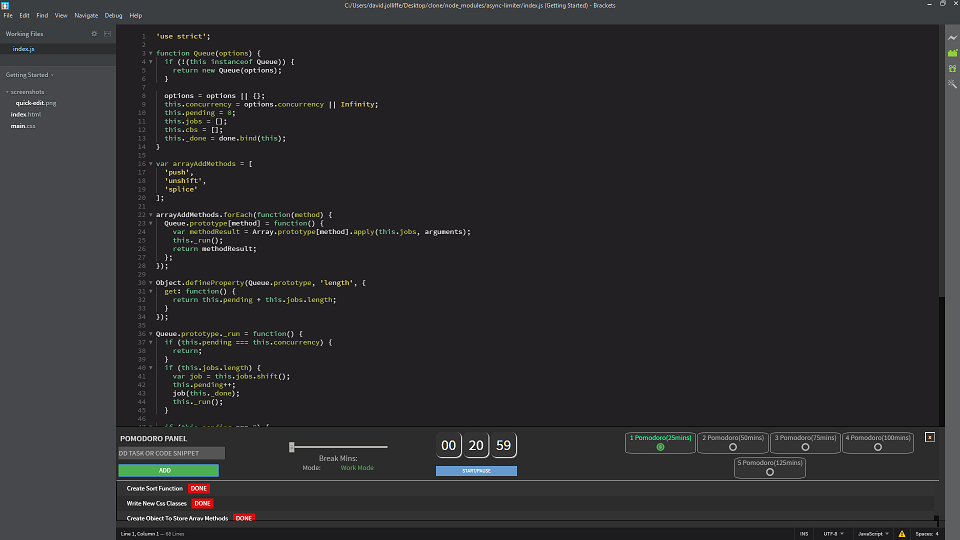 C:/Users/david.jolliffe/Desktop/clone/node_modules/async-limiter/index.js (Getting Started) - Brackets
File Edit Find View Navigate Debug Help
Working Files
index.js
Getting Started
screenshots
quick-edit.png
index.html
main.css
1 'use strict';
2
3 function Queue(options) {
4 if (!(this instanceof Queue)) {
5 return new Queue(options);
6 }
7
8 options = options || {};
9 this.concurrency = options.concurrency || Infinity;
10 this.pending = 0;
11 this.jobs = [];
12 this.cbs = [];
13 this._done = done.bind(this);
14 }
15
16 var arrayAddMethods = [
17 'push',
18 'unshift',
19 'splice'
20 ];
21
22 arrayAddMethods.forEach(function(method) {
23 Queue.prototype[method] = function() {
24 var methodResult = Array.prototype[method].apply(this.jobs, arguments);
25 this._run();
26 return methodResult;
27 };
28 });
29
30 Object.defineProperty(Queue.prototype, 'length', {
31 get: function() {
32 return this.pending + this.jobs.length;
33 }
34 });
35
36 Queue.prototype._run = function() {
37 if (this.pending === this.concurrency) {
38 return;
39 }
40 if (this.jobs.length) {
41 var job = this.jobs.shift();
42 this.pending++;
43 job(this._done);
44 this._run();
45 }
46
POMODORO PANEL
DD TASK OR CODE SNIPPET
ADD
Break Mins:
Mode: Work Mode
00 20 59
START/PAUSE
1 Pomodoro(25mins) 2 Pomodoro(50mins) 3 Pomodoro(75mins) 4 Pomodoro(100mins)
5 Pomodoro(125mins)
x
Create Sort Function DONE
Write New Css Classes DONE
Create Object To Store Array Methods DONE
Line 1, Column 1 — 68 Lines
INS UTF-8 JavaScript Spaces: 4